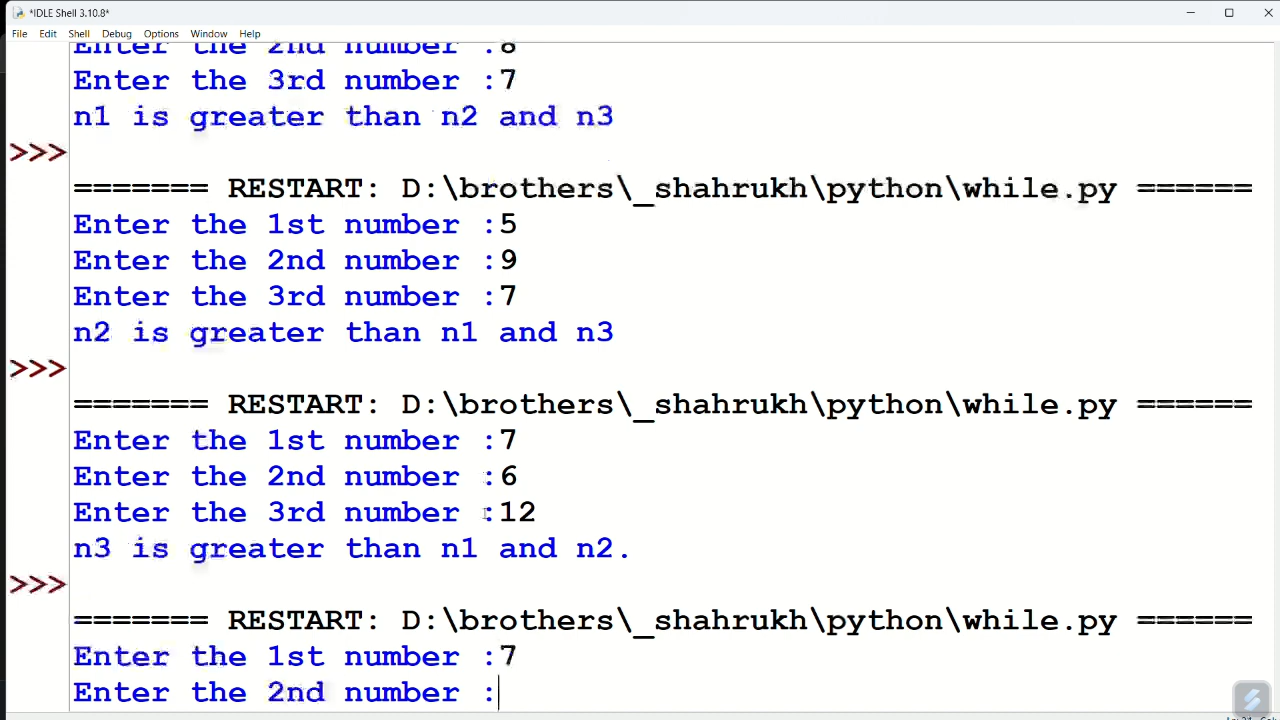 *IDLE Shell 3.10.8*
File Edit Shell Debug Options Window Help
Enter the 2nd number :8
Enter the 3rd number :7
n1 is greater than n2 and n3
>>>
======= RESTART: D:\brothers\_shahrukh\python\while.py ======
Enter the 1st number :5
Enter the 2nd number :9
Enter the 3rd number :7
n2 is greater than n1 and n3
>>>
======= RESTART: D:\brothers\_shahrukh\python\while.py ======
Enter the 1st number :7
Enter the 2nd number :6
Enter the 3rd number :12
n3 is greater than n1 and n2.
>>>
======= RESTART: D:\brothers\_shahrukh\python\while.py ======
Enter the 1st number :7
Enter the 2nd number :